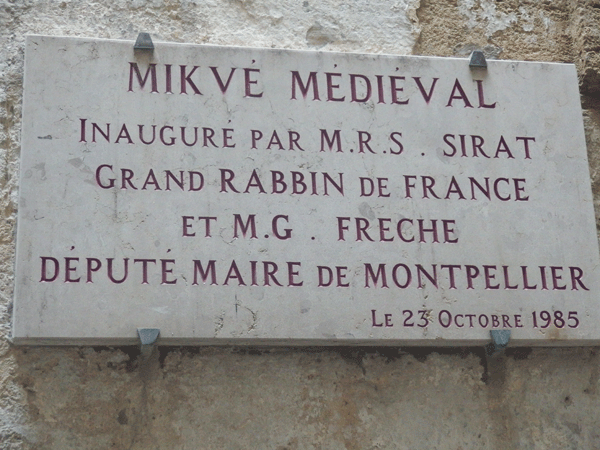 MIKVÉ MÉDIÉVAL
INAUGURÉ PAR M.R.S. SIRAT
GRAND RABBIN DE FRANCE
ET M.G. FRECHE
DÉPUTÉ MAIRE DE MONTPELLIER
LE 23 OCTOBRE 1985